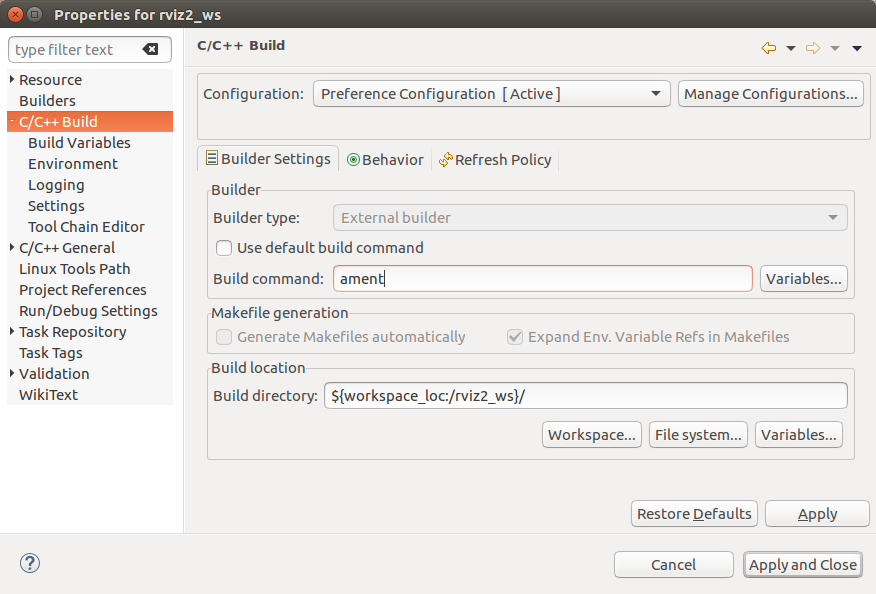 Properties for rviz2_ws
type filter text
Resource
Builders
C/C++ Build
Build Variables
Environment
Logging
Settings
Tool Chain Editor
C/C++ General
Linux Tools Path
Project References
Run/Debug Settings
Task Repository
Task Tags
Validation
WikiText
C/C++ Build
Configuration: Preference Configuration [ Active ] Manage Configurations...
Builder Settings Behavior Refresh Policy
Builder
Builder type: External builder
Use default build command
Build command: ament Variables...
Makefile generation
Generate Makefiles automatically Expand Env. Variable Refs in Makefiles
Build location
Build directory: ${workspace_loc:/rviz2_ws}/
Workspace... File system... Variables...
Restore Defaults Apply
? Cancel Apply and Close